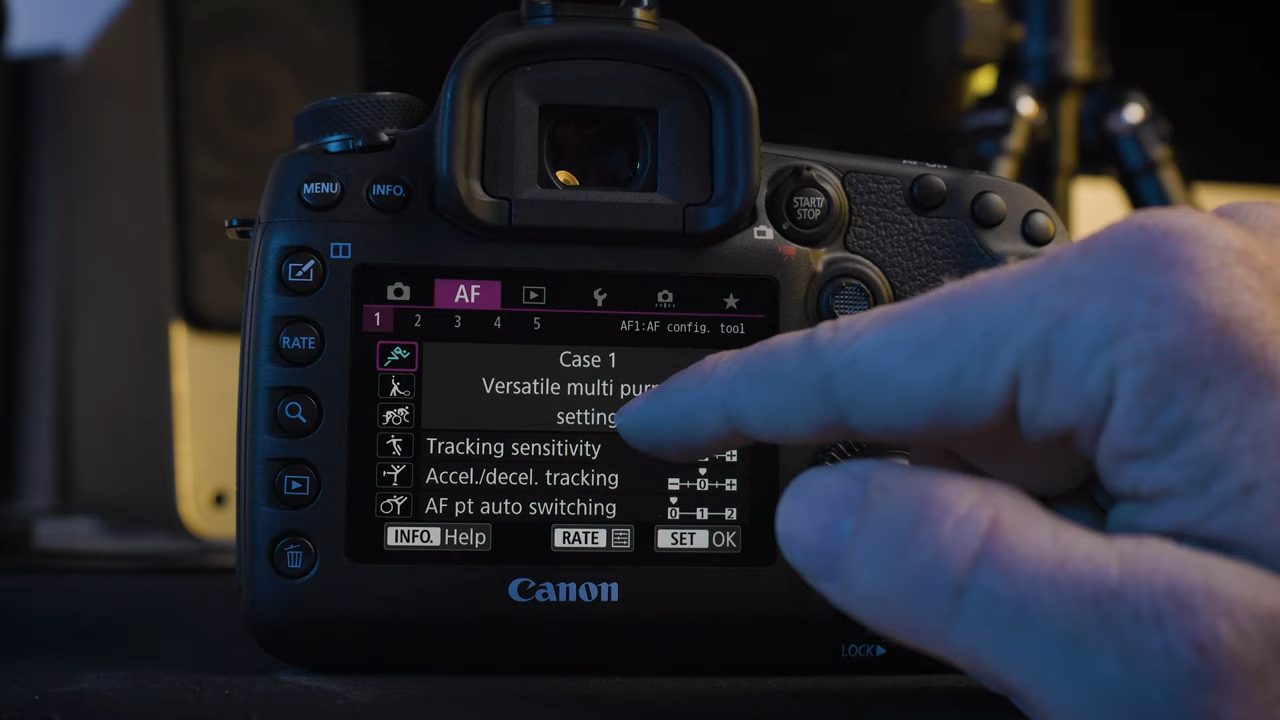 MENU
INFO.
START/
STOP
RATE
AF
1 2 3 4 5
AF1:AF config. tool
Case 1
Versatile multi
setting
Tracking sensitivity
Accel./decel. tracking
AF pt auto switching
0
0 1 2
INFO. Help
RATE
SET OK
Canon
LOCK